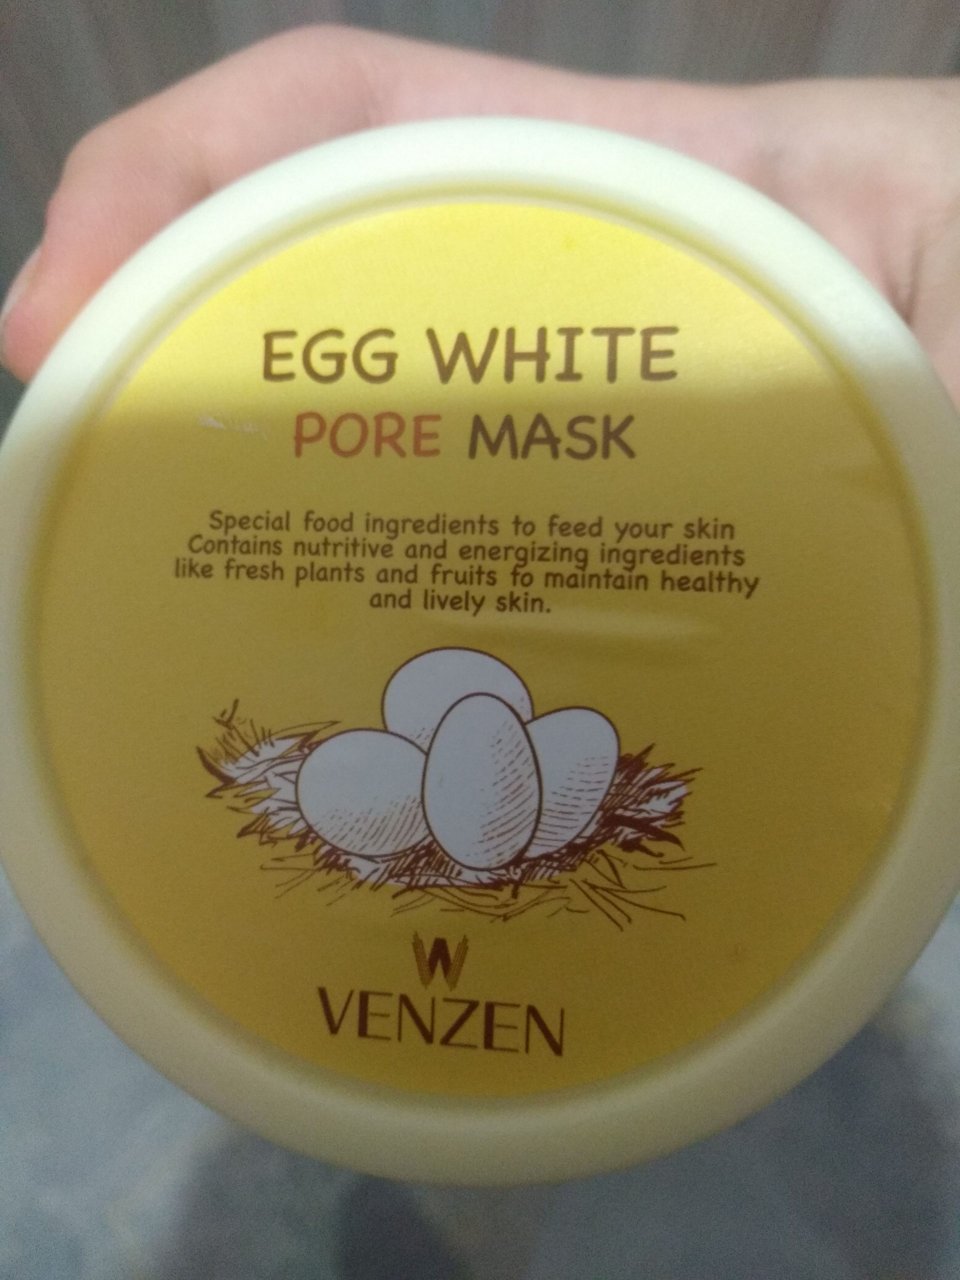 EGG WHITE
PORE MASK
Special food ingredients to feed your skin
Contains nutritive and energizing ingredients
like fresh plants and fruits to maintain healthy
and lively skin.
VENZEN